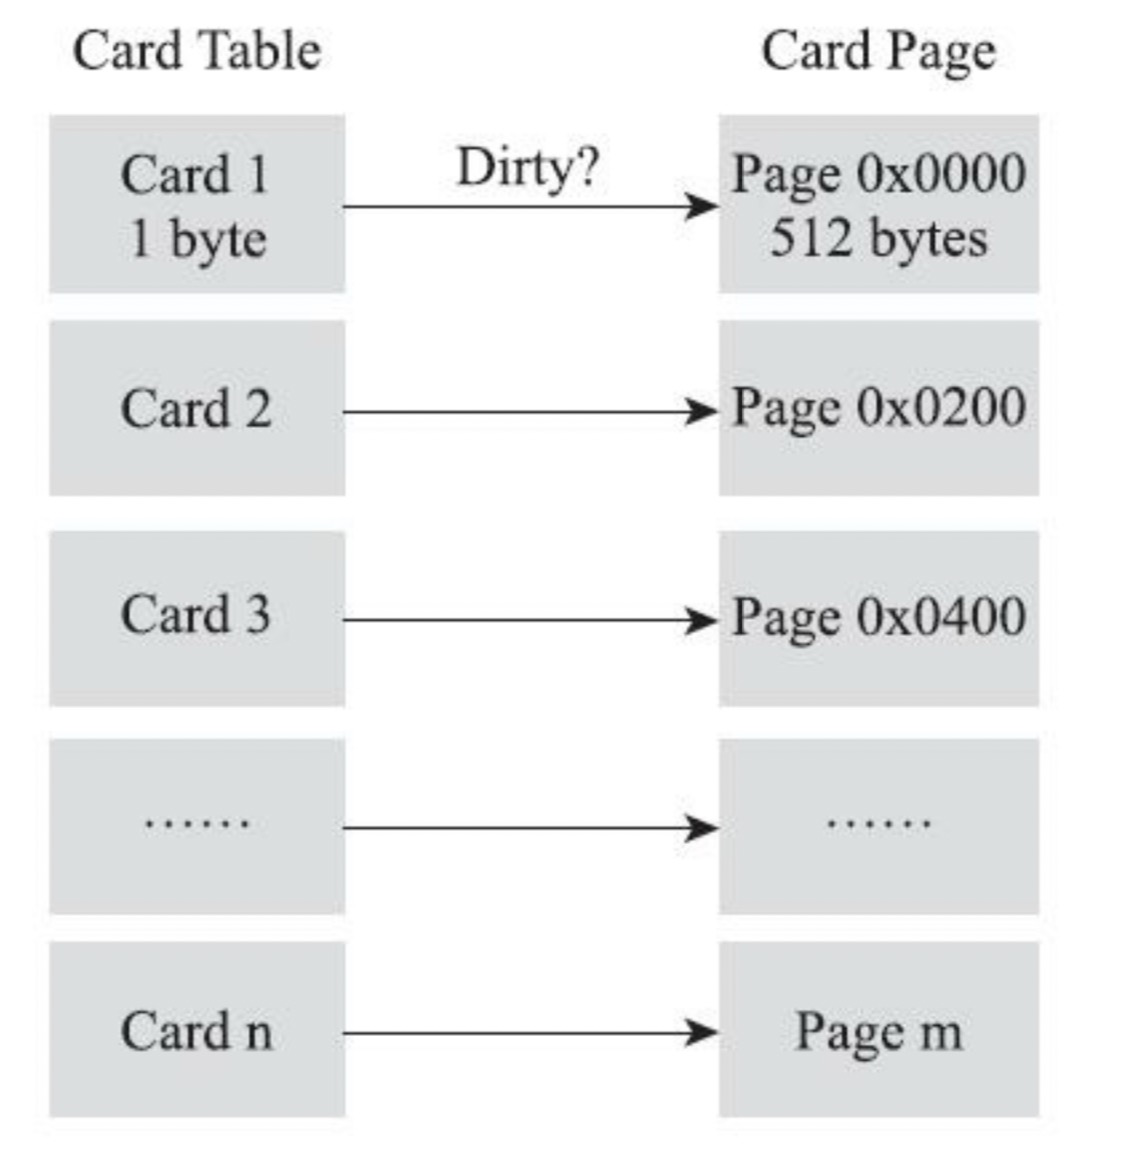 Card Table
Card Page
Card 1
1 byte
Dirty?
Page 0x0000
512 bytes
Card 2
Page 0x0200
Card 3
Page 0x0400
......
......
Card n
Page m